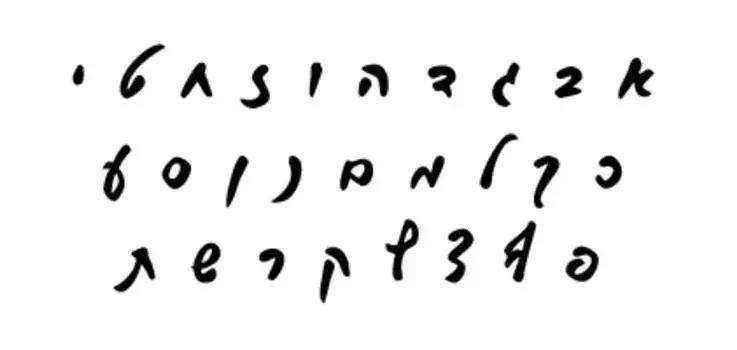 א ב ג ד ה ו ז ח ט י
כ ך ל מ ם נ ן ס ע
פ ף צ ץ ק ר ש ת